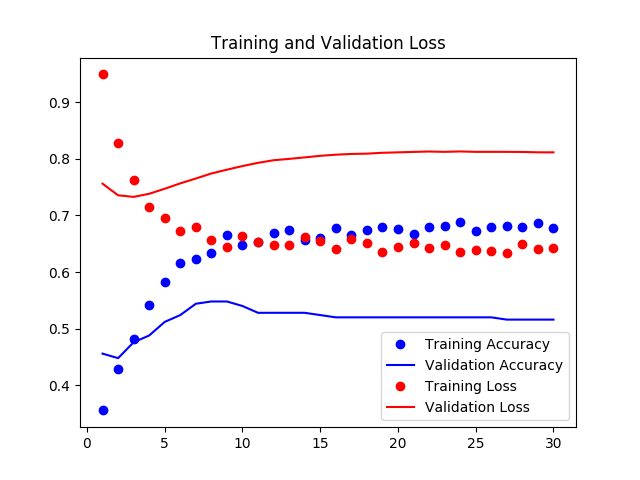 Training and Validation Loss
0.9
0.8
0.7
0.6
0.5
0.4
Training Accuracy
Validation Accuracy
Training Loss
Validation Loss
0 5 10 15 20 25 30